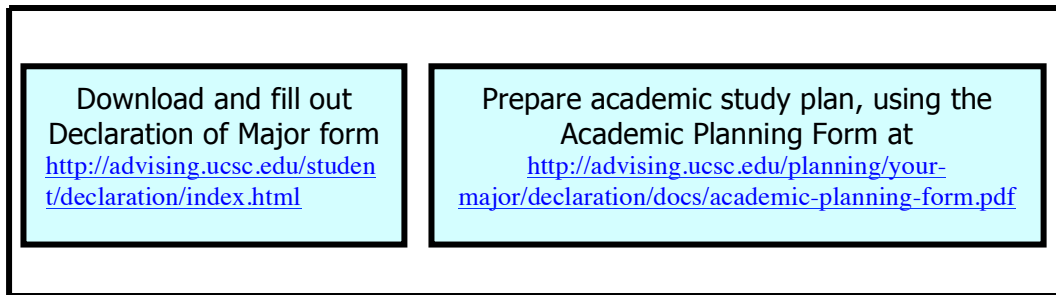 Download and fill out
Declaration of Major form
http://advising.ucsc.edu/studen
t/declaration/index.html
Prepare academic study plan, using the
Academic Planning Form at
http://advising.ucsc.edu/planning/your-
major/declaration/docs/academic-planning-form.pdf